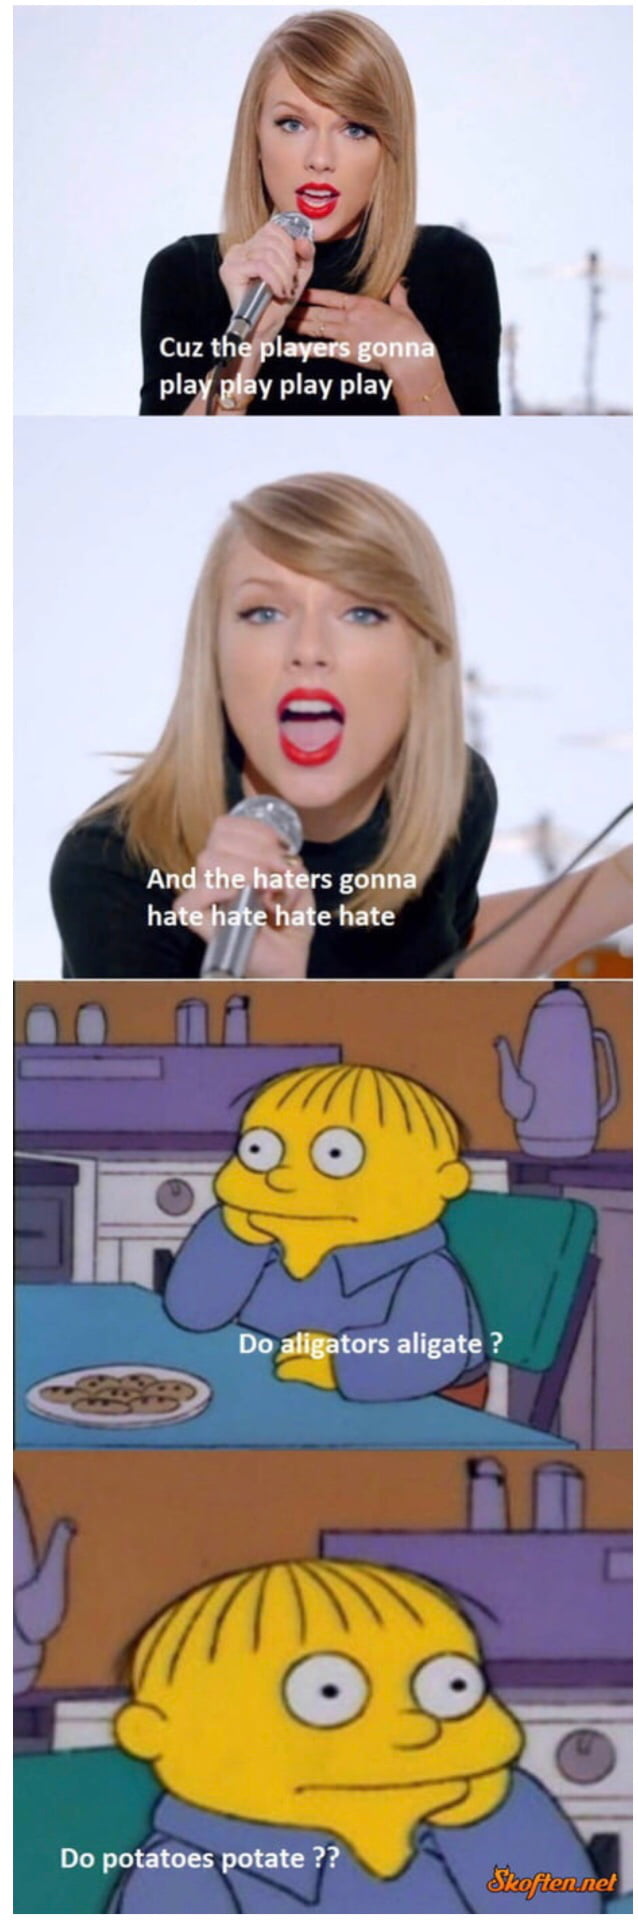 Cuz the players gonna
play play play play
And the haters gonna
hate hate hate hate
Do aligators aligate ?
Do potatoes potate ??
Skoften.net